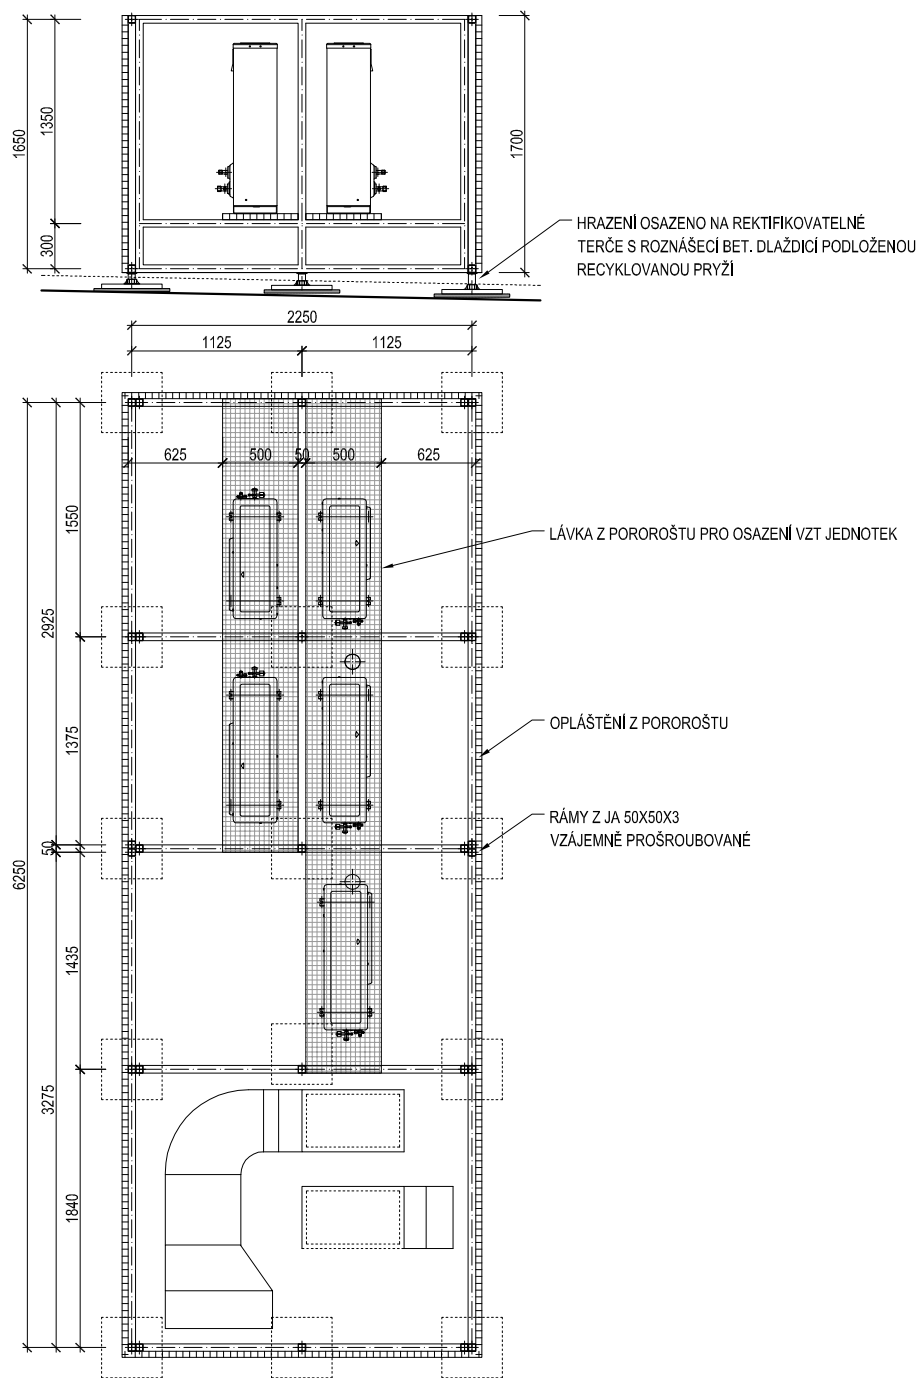 1650
1350
300
1700
HRAZENÍ OSAZENO NA REKTIFIKOVATELNÉ
TERČE S ROZNÁŠECÍ BET. DLAŽDICÍ PODLOŽENOU
RECYKLOVANOU PRYŽÍ
2250
1125
1125
625
500
50
500
625
1550
LÁVKA Z POROROŠTU PRO OSAZENÍ VZT JEDNOTEK
2925
1375
OPLÁŠTĚNÍ Z POROROŠTU
RÁMY Z JA 50X50X3
VZÁJEMNĚ PROŠROUBOVANÉ
50
6250
1435
3275
1840